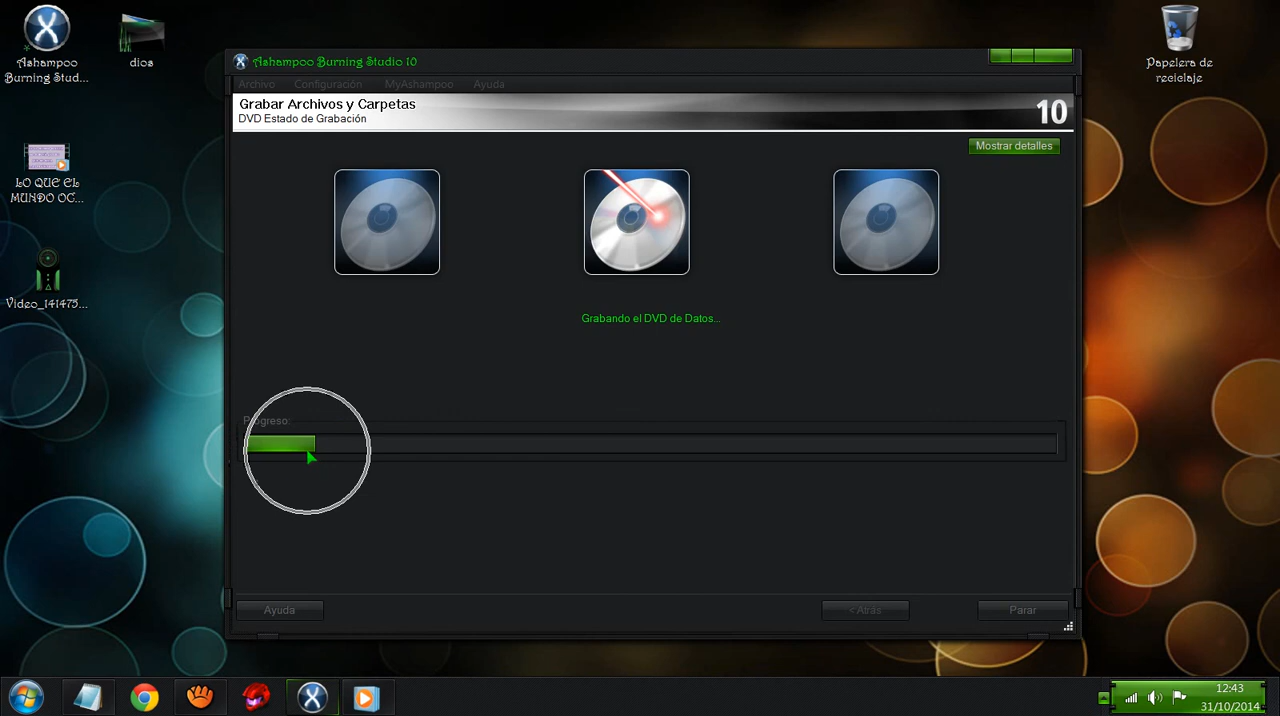 Ashampoo
Burning Stud...
dios
LO QUE EL
MUNDO OC...
Video_141473...
Papelera de
reciclaje
Ashampoo Burning Studio 10
Archivo Configuración MyAshampoo Ayuda
Grabar Archivos y Carpetas
DVD Estado de Grabación
10
Mostrar detalles
Grabando el DVD de Datos...
Progreso:
Ayuda
< Atrás
Parar
12:43
31/10/2014